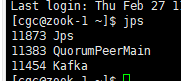 Last login: Thu Feb 27 1
[cgc@zook-1 ~]$ jps
11873 Jps
11383 QuorumPeerMain
11454 Kafka